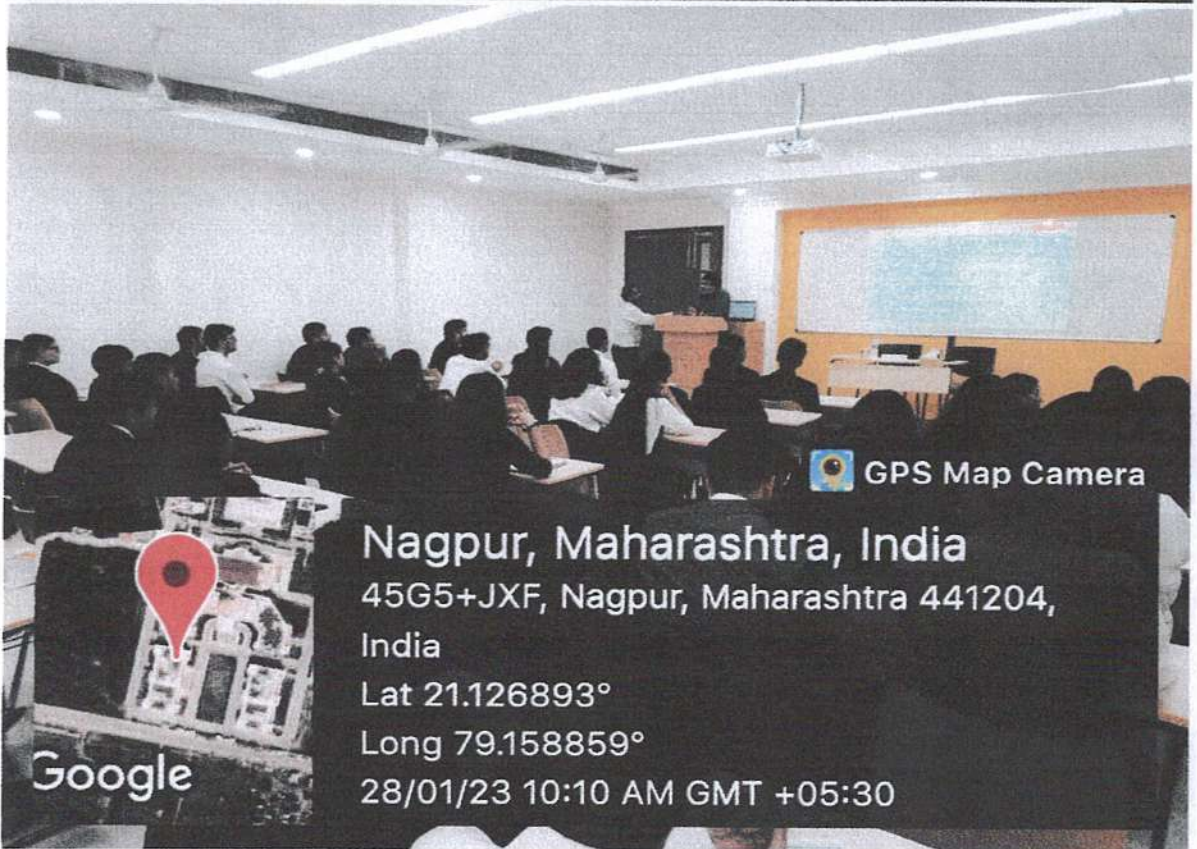 GPS Map Camera
Nagpur, Maharashtra, India
45G5+JXF, Nagpur, Maharashtra 441204,
India
Lat 21.126893°
Long 79.158859°
28/01/23 10:10 AM GMT +05:30
Google